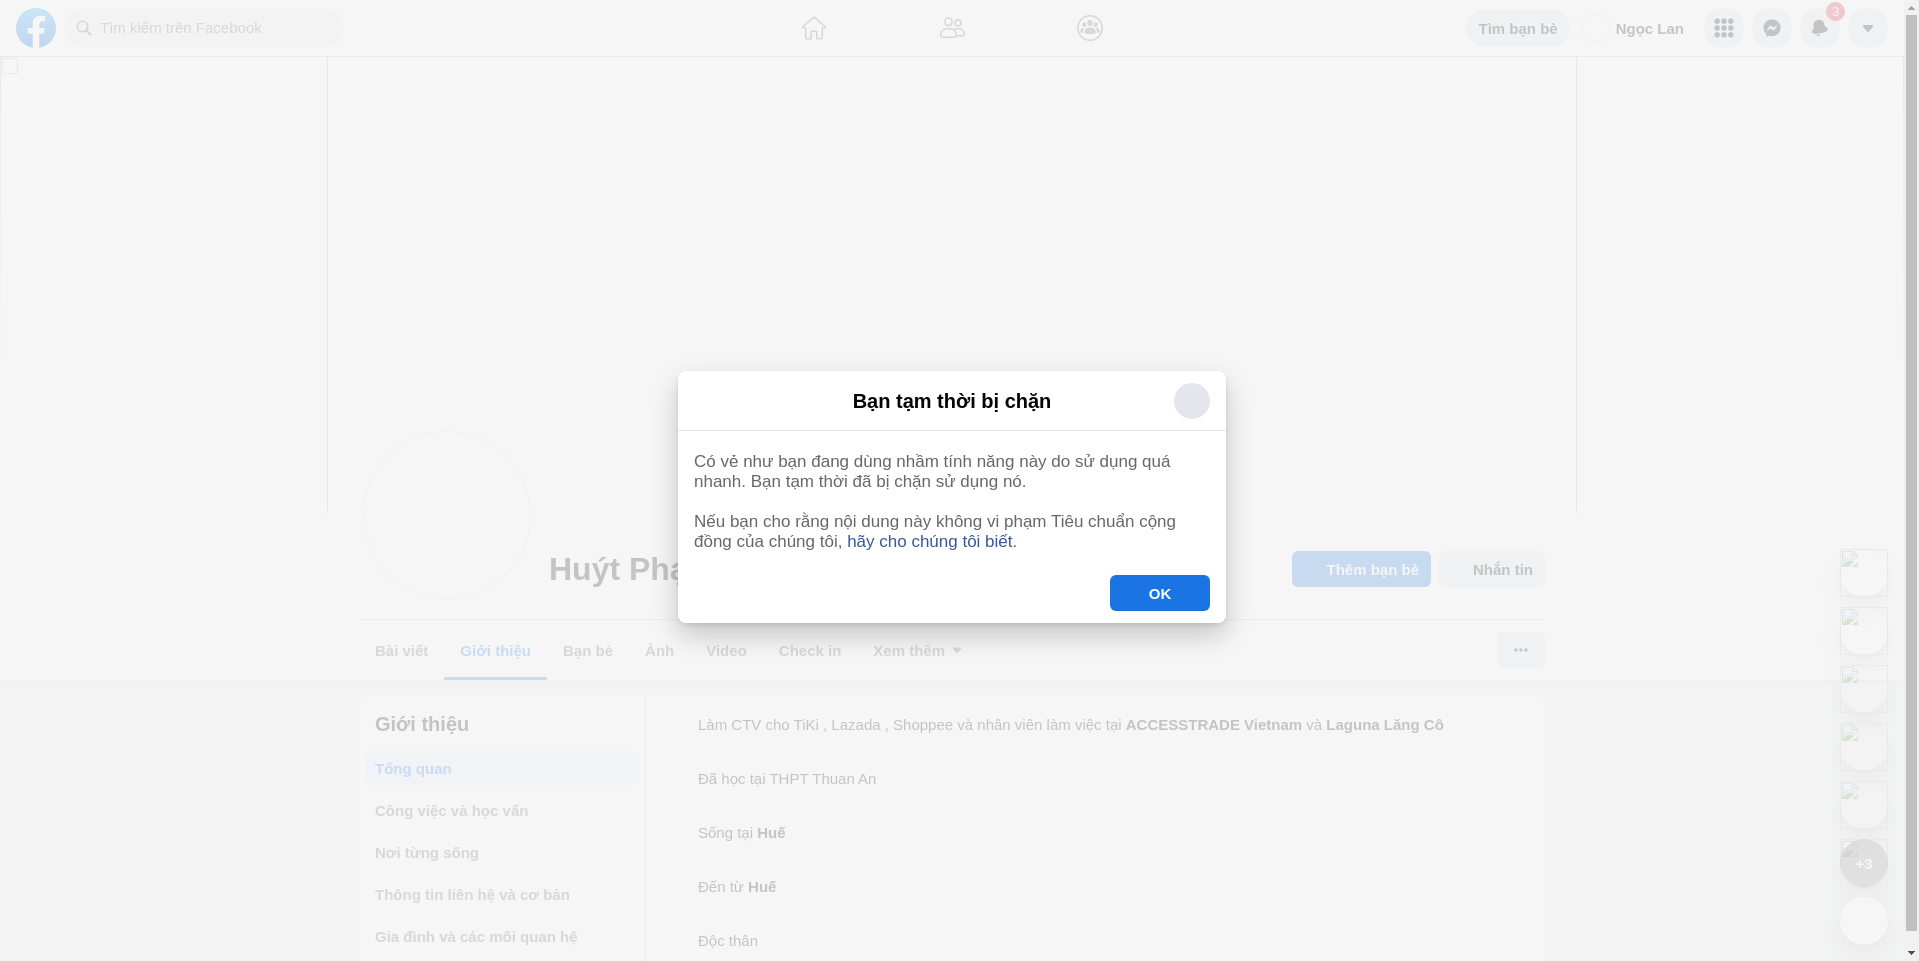 Tìm kiếm trên Facebook
Tìm bạn bè
Ngọc Lan
3
Bạn tạm thời bị chặn
Có vẻ như bạn đang dùng nhầm tính năng này do sử dụng quá
nhanh. Bạn tạm thời đã bị chặn sử dụng nó.
Nếu bạn cho rằng nội dung này không vi phạm Tiêu chuẩn cộng
đồng của chúng tôi, hãy cho chúng tôi biết.
OK
Huýt
Thêm bạn bè
Nhắn tin
Bài viết
Giới thiệu
Bạn bè
Ảnh
Video
Check in
Xem thêm
Giới thiệu
Tổng quan
Công việc và học vấn
Nơi từng sống
Thông tin liên hệ và cơ bản
Gia đình và các mối quan hệ
Làm CTV cho TiKi , Lazada , Shoppee và nhân viên làm việc tại ACCESSTRADE Vietnam và Laguna Lăng Cô
Đã học tại THPT Thuan An
Sống tại Huế
Đến từ Huế
Độc thân
+3